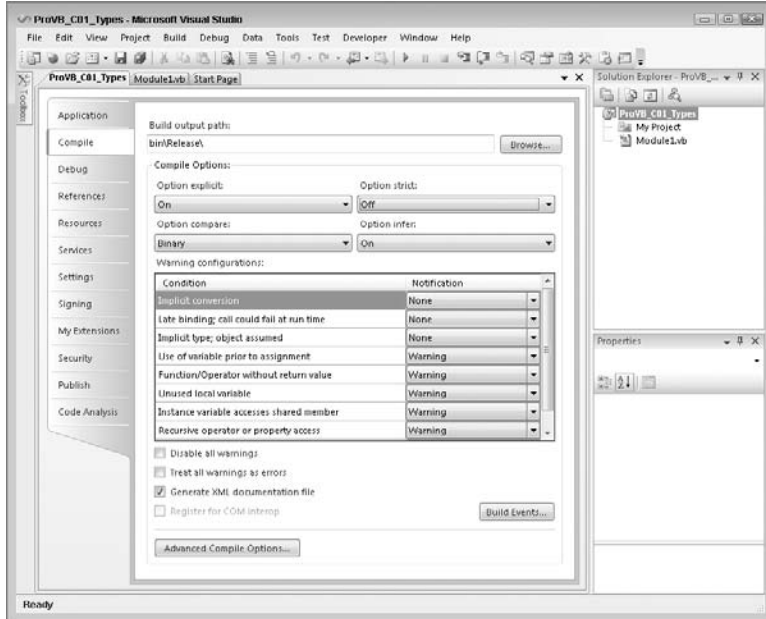 ProVB_C01_Types - Microsoft Visual Studio
File Edit View Project Build Debug Data Tools Test Developer Window Help
Toolbox
ProVB_C01_Types Module1.vb Start Page
Application
Compile
Debug
References
Resources
Services
Settings
Signing
My Extensions
Security
Publish
Code Analysis
Build output path:
bin\Release\ Browse...
Compile Options:
Option explicit: Option strict:
On Off
Option compare: Option infer:
Binary On
Warning configurations:
Condition Notification
Implicit conversion None
Late binding; call could fail at run time None
Implicit type; object assumed None
Use of variable prior to assignment Warning
Function/Operator without return value Warning
Unused local variable Warning
Instance variable accesses shared member Warning
Recursive operator or property access Warning
Disable all warnings
Treat all warnings as errors
Generate XML documentation file
Register for COM interop Build Events...
Advanced Compile Options...
Solution Explorer - ProVB_...
ProVB_C01_Types
My Project
Module1.vb
Properties
Ready